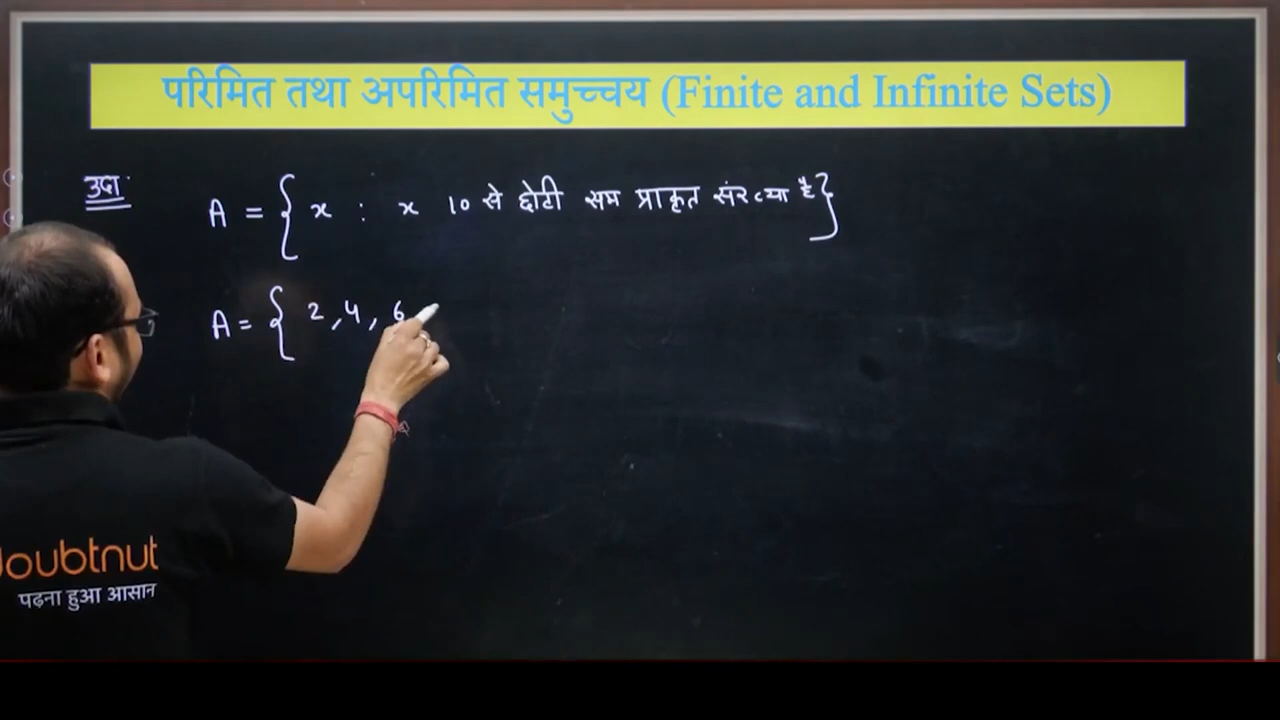 परिमित तथा अपरिमित समुच्चय (Finite and Infinite Sets)
उदा.
A = { x : x 10 से छोटी सम प्राकृत संख्या है }
A = { 2 , 4 , 6
doubtnut
पढ़ना हुआ आसान